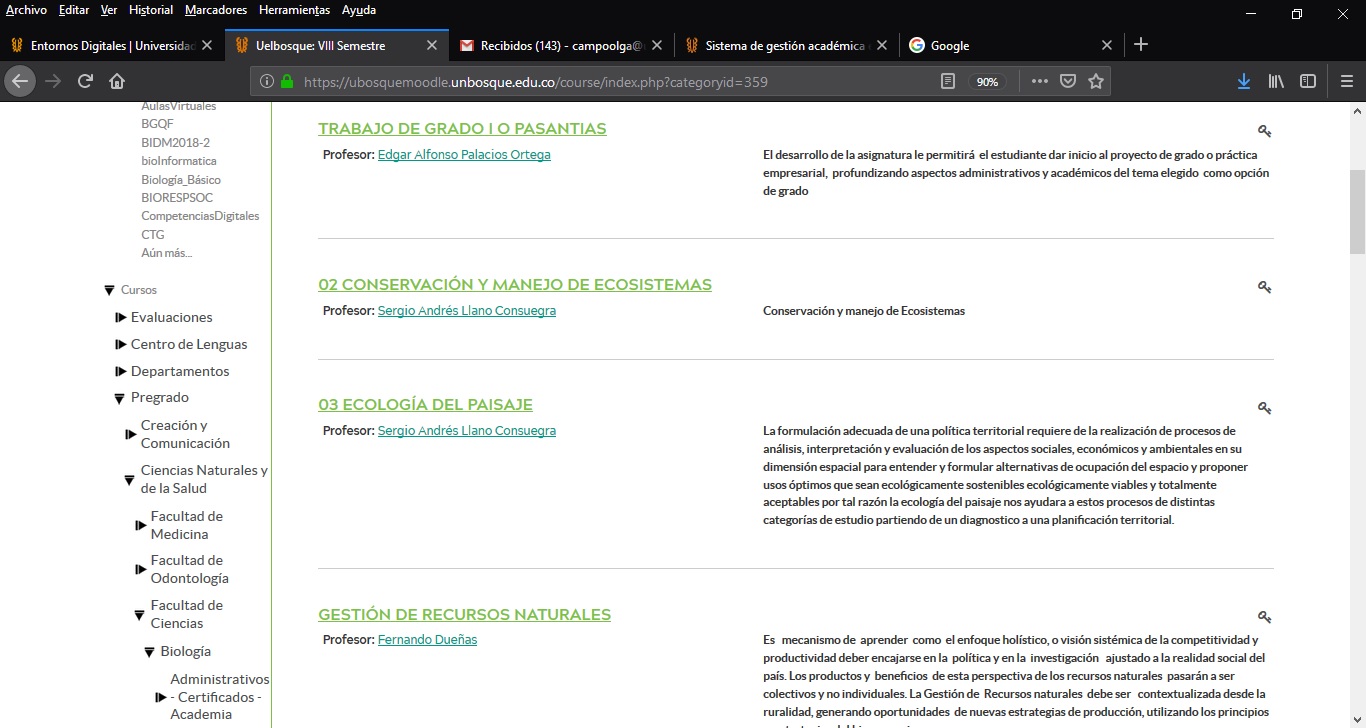 Archivo Editar Ver Historial Marcadores Herramientas Ayuda
Entornos Digitales | Universidad
Uelbosque: VIII Semestre
Recibidos (143) - campoolga@
Sistema de gestión académica
Google
https://ubosquemoodle.unbosque.edu.co/course/index.php?categoryid=359
90%
AulasVirtuales
BGQF
BIDM2018-2
bioInformatica
Biología_Básico
BIORESPSOC
CompetenciasDigitales
CTG
Aún más...
Cursos
Evaluaciones
Centro de Lenguas
Departamentos
Pregrado
Creación y
Comunicación
Ciencias Naturales y
de la Salud
Facultad de
Medicina
Facultad de
Odontología
Facultad de
Ciencias
Biología
Administrativos
- Certificados -
Academia
TRABAJO DE GRADO I O PASANTIAS
Profesor: Edgar Alfonso Palacios Ortega
El desarrollo de la asignatura le permitirá el estudiante dar inicio al proyecto de grado o práctica
empresarial, profundizando aspectos administrativos y académicos del tema elegido como opción
de grado
02 CONSERVACIÓN Y MANEJO DE ECOSISTEMAS
Profesor: Sergio Andrés Llano Consuegra
Conservación y manejo de Ecosistemas
03 ECOLOGÍA DEL PAISAJE
Profesor: Sergio Andrés Llano Consuegra
La formulación adecuada de una política territorial requiere de la realización de procesos de
análisis, interpretación y evaluación de los aspectos sociales, económicos y ambientales en su
dimensión espacial para entender y formular alternativas de ocupación del espacio y proponer
usos óptimos que sean ecológicamente sostenibles ecológicamente viables y totalmente
aceptables por tal razón la ecología del paisaje nos ayudara a estos procesos de distintas
categorías de estudio partiendo de un diagnostico a una planificación territorial.
GESTIÓN DE RECURSOS NATURALES
Profesor: Fernando Dueñas
Es mecanismo de aprender como el enfoque holístico, o visión sistémica de la competitividad y
productividad deber encajarse en la política y en la investigación ajustado a la realidad social del
país. Los productos y beneficios de esta perspectiva de los recursos naturales pasarán a ser
colectivos y no individuales. La Gestión de Recursos naturales debe ser contextualizada desde la
ruralidad, generando oportunidades de nuevas estrategias de producción, utilizando los principios